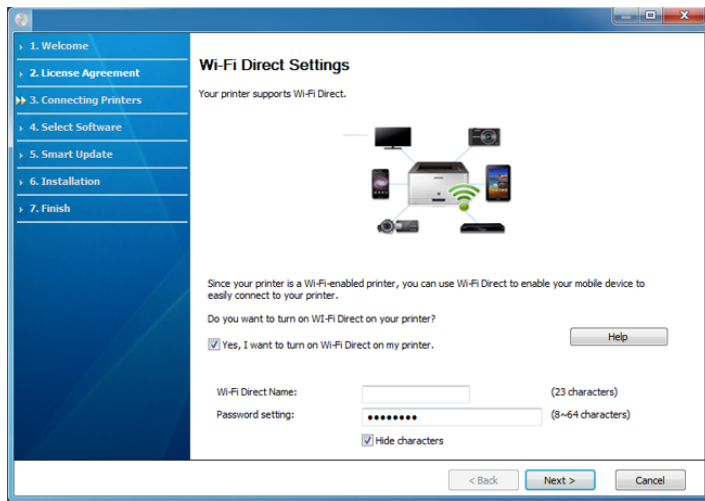 1. Welcome
2. License Agreement
3. Connecting Printers
4. Select Software
5. Smart Update
6. Installation
7. Finish
Wi-Fi Direct Settings
Your printer supports Wi-Fi Direct.
Since your printer is a Wi-Fi-enabled printer, you can use Wi-Fi Direct to enable your mobile device to
easily connect to your printer.
Do you want to turn on WI-Fi Direct on your printer?
Yes, I want to turn on Wi-Fi Direct on my printer.
Help
Wi-Fi Direct Name:
(23 characters)
Password setting:
(8~64 characters)
Hide characters
< Back
Next >
Cancel